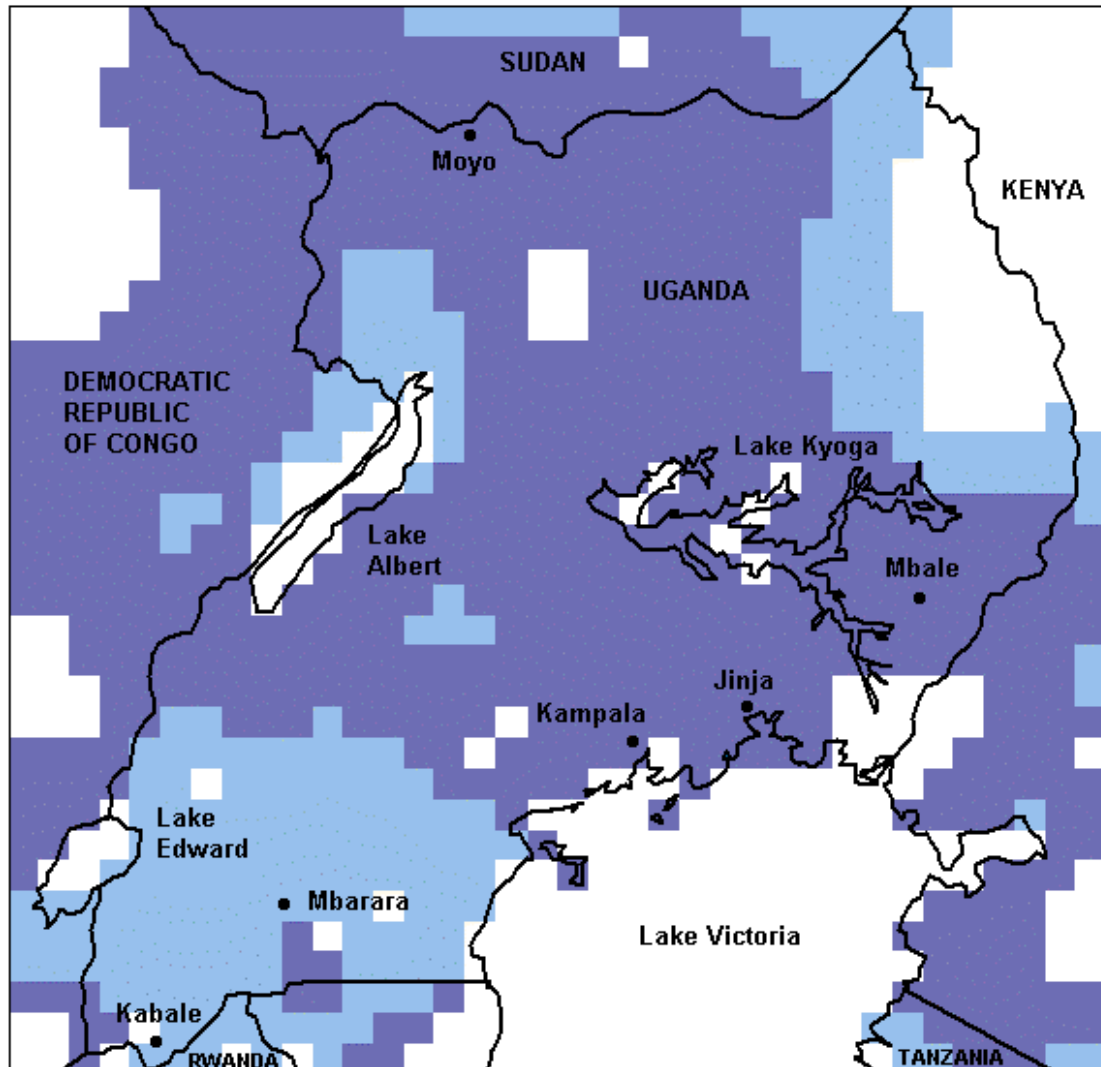 SUDAN
Moyo
KENYA
UGANDA
DEMOCRATIC
REPUBLIC
OF CONGO
Lake Kyoga
Lake
Albert
Mbale
Jinja
Kampala
Lake
Edward
Mbarara
Lake Victoria
Kabale
RWANDA
TANZANIA